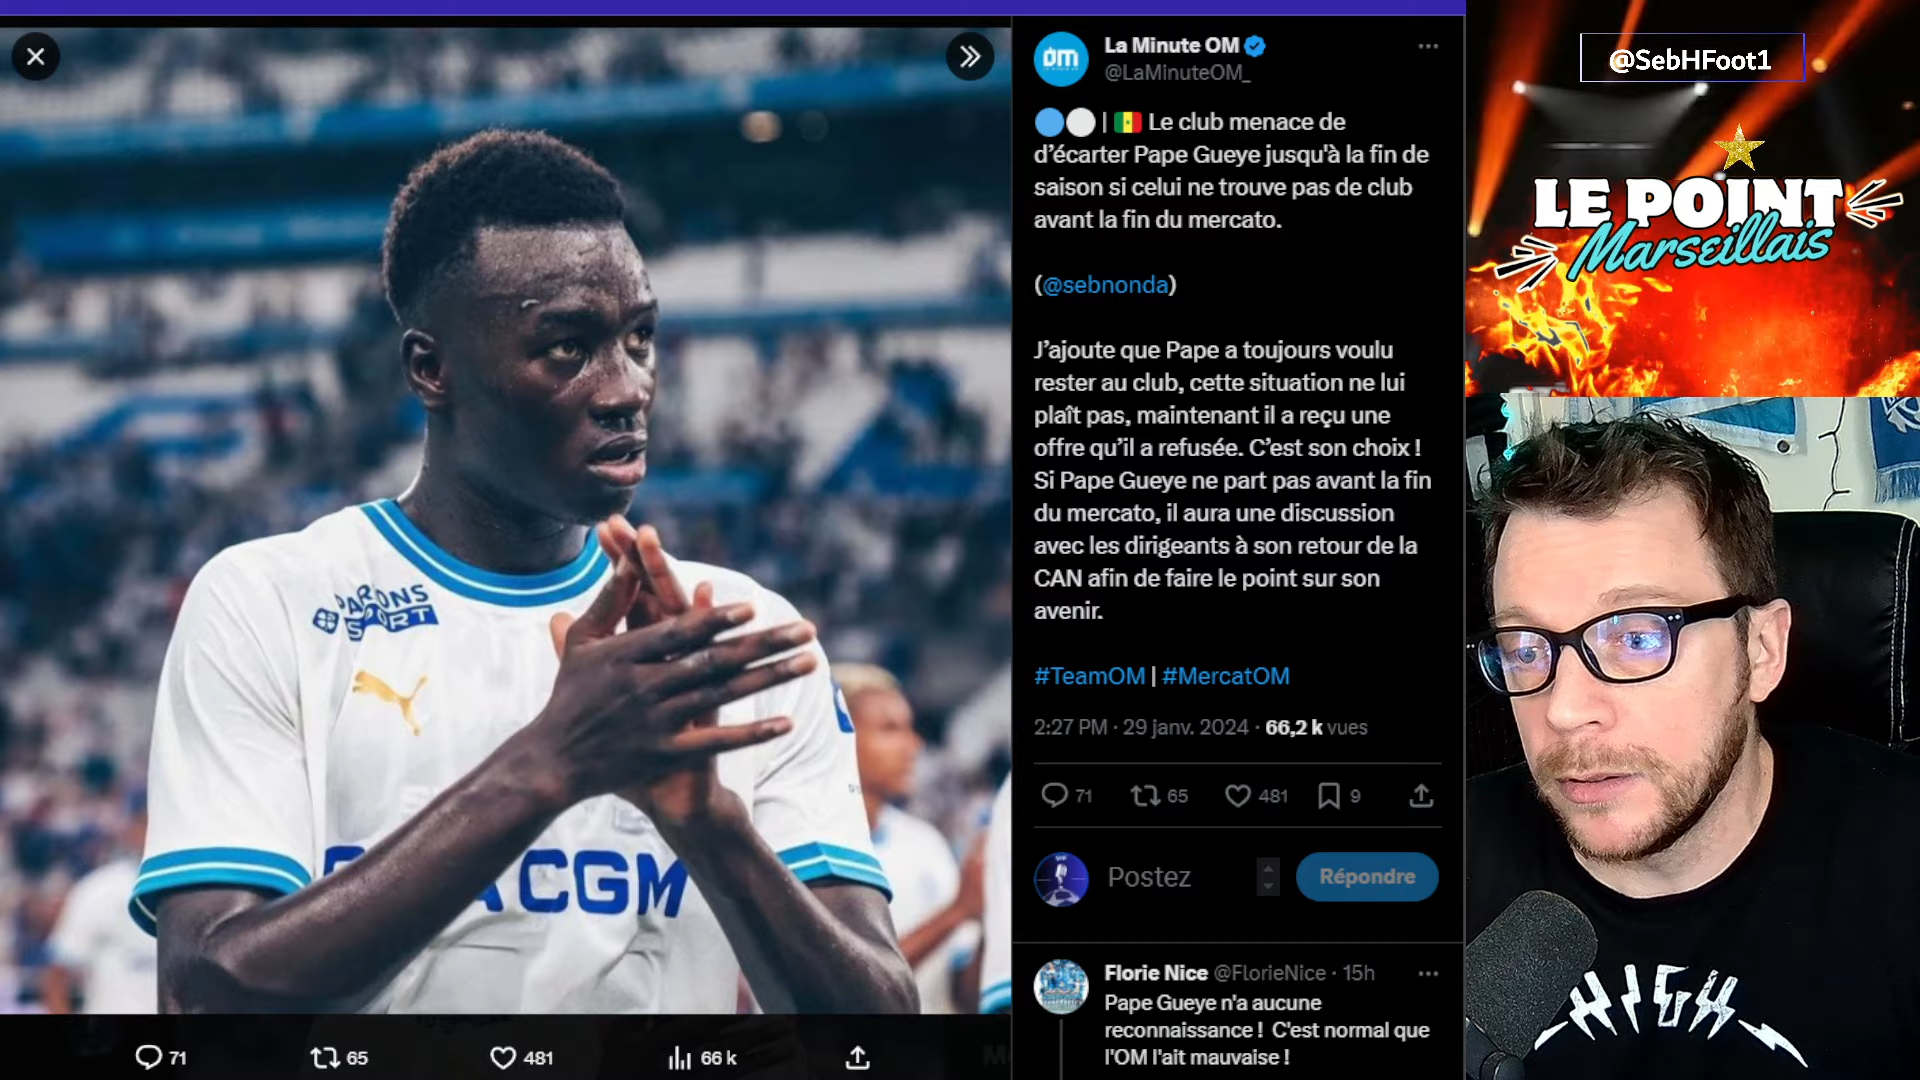 La Minute OM
@LaMinuteOM_
| Le club menace de
d'écarter Pape Gueye jusqu'à la fin de
saison si celui ne trouve pas de club
avant la fin du mercato.
(@sebnonda)
J'ajoute que Pape a toujours voulu
rester au club, cette situation ne lui
plaît pas, maintenant il a reçu une
offre qu'il a refusée. C'est son choix !
Si Pape Gueye ne part pas avant la fin
du mercato, il aura une discussion
avec les dirigeants à son retour de la
CAN afin de faire le point sur son
avenir.
#TeamOM | #MercatOM
2:27 PM · 29 janv. 2024 · 66,2 k vues
71 65 481 9
Postez
Répondre
Florie Nice @FlorieNice · 15h
Pape Gueye n'a aucune
reconnaissance ! C'est normal que
l'OM l'ait mauvaise !
PARIONS
SPORT
CGM
71 65 481 66 k
@SebHFoot1
LE POINT
Marseillais
HIGH